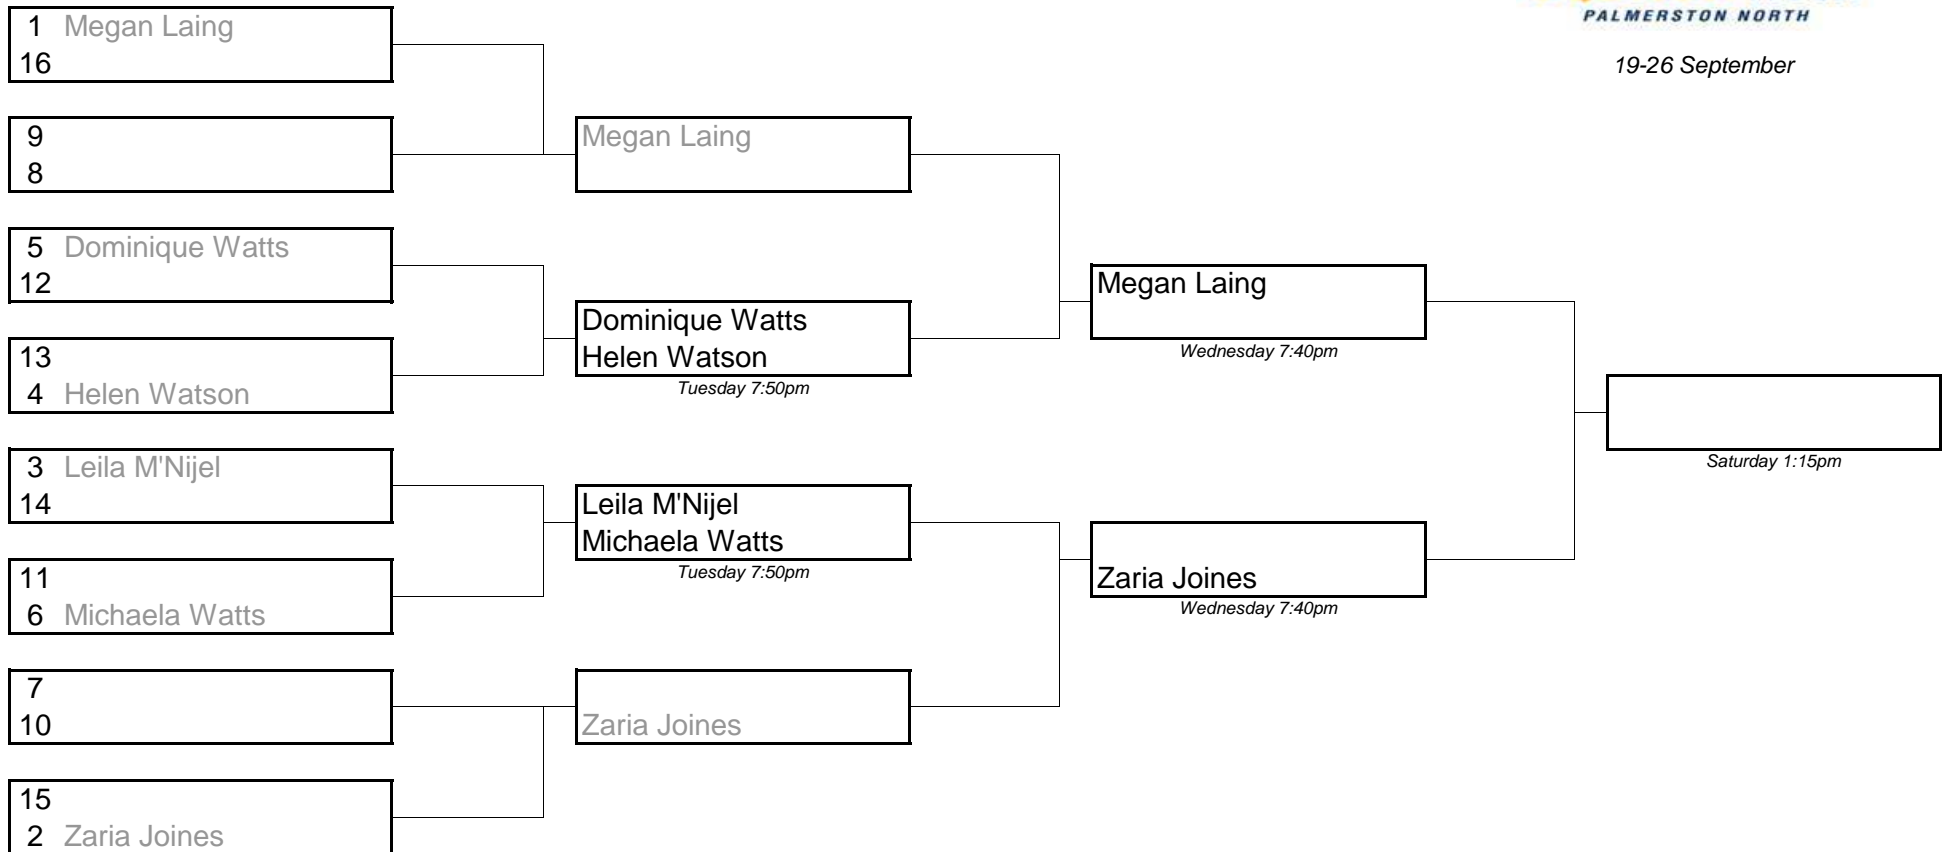 PALMERSTON NORTH
19-26 September
1 Megan Laing
16
9
8
5 Dominique Watts
12
13
4 Helen Watson
3 Leila M'Nijel
14
11
6 Michaela Watts
7
10
15
2 Zaria Joines
Megan Laing
Dominique Watts
Helen Watson
Tuesday 7:50pm
Leila M'Nijel
Michaela Watts
Tuesday 7:50pm
Zaria Joines
Megan Laing
Wednesday 7:40pm
Zaria Joines
Wednesday 7:40pm
Saturday 1:15pm